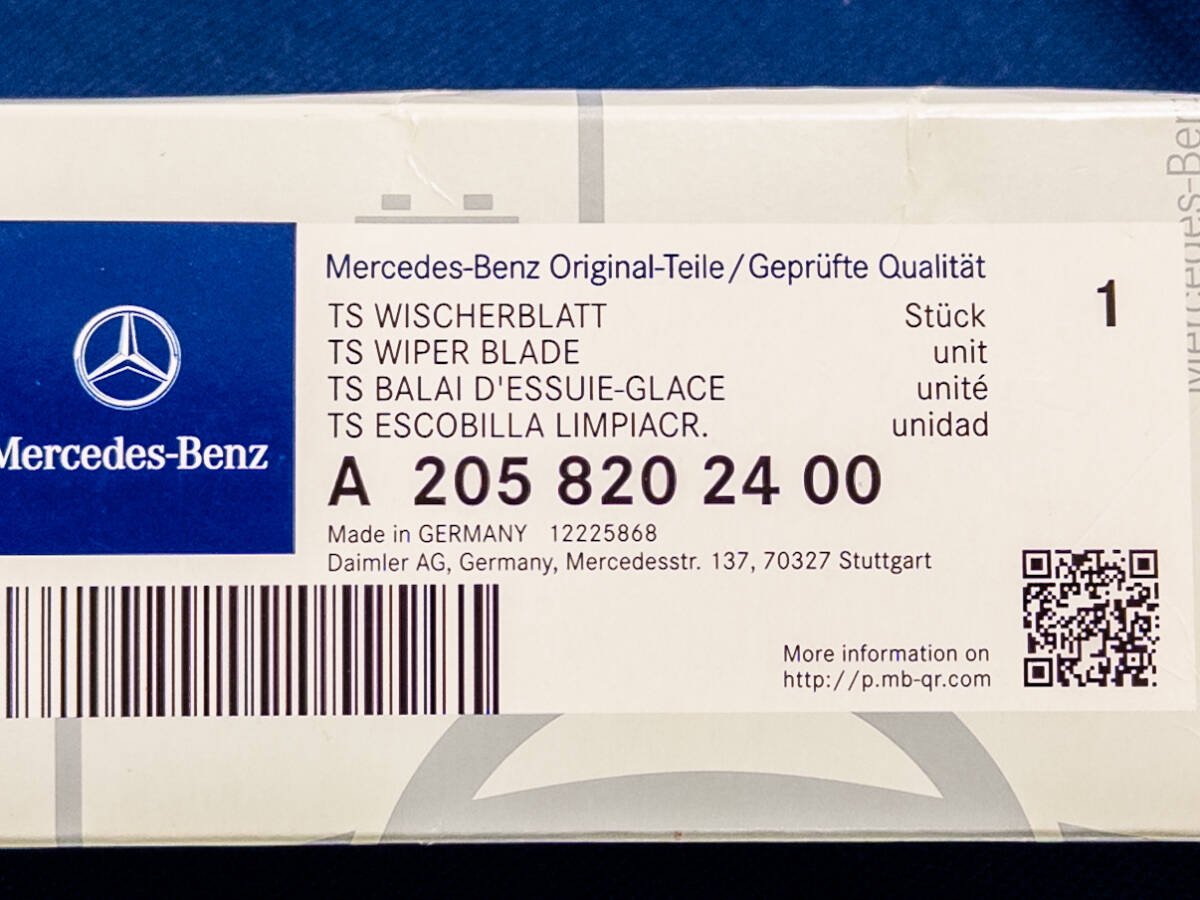 Mercedes-Benz
Mercedes-Benz Original-Teile/Geprüfte Qualität
TS WISCHERBLATT Stück 1
TS WIPER BLADE unit
TS BALAI D'ESSUIE-GLACE unité
TS ESCOBILLA LIMPIACR. unidad
A 205 820 24 00
Mercedes-Benz
Made in GERMANY 12225868
Daimler AG, Germany, Mercedesstr. 137, 70327 Stuttgart
More information on
http://p.mb-qr.com